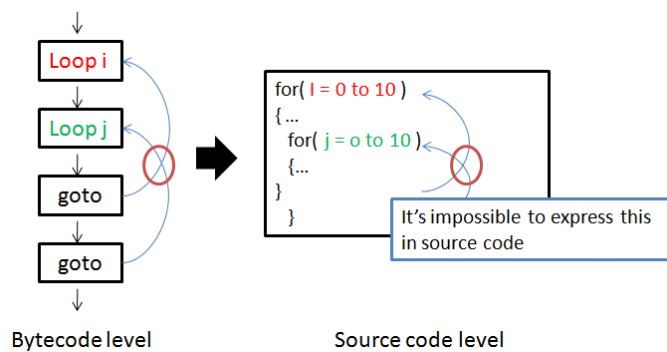 Loop i
Loop j
goto
goto
Bytecode level
for( I = 0 to 10 )
{ ...
for( j = o to 10 )
{...
}
}
It's impossible to express this
in source code
Source code level